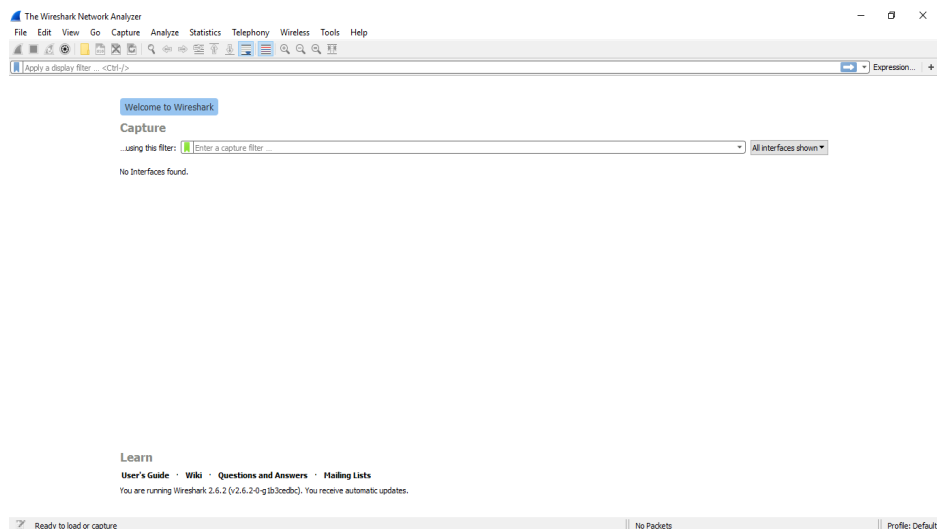 The Wireshark Network Analyzer
File Edit View Go Capture Analyze Statistics Telephony Wireless Tools Help
Apply a display filter ... <Ctrl-/>
Expression... +
Welcome to Wireshark
Capture
...using this filter: Enter a capture filter ... All interfaces shown
No Interfaces found.
Learn
User's Guide · Wiki · Questions and Answers · Mailing Lists
You are running Wireshark 2.6.2 (v2.6.2-0-g1b3cedbc). You receive automatic updates.
Ready to load or capture No Packets Profile: Default